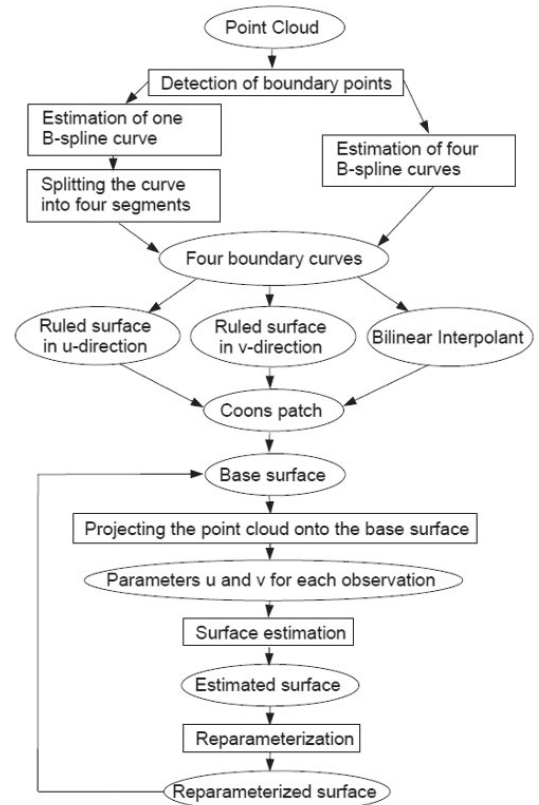 Point Cloud
Detection of boundary points
Estimation of one
B-spline curve
Estimation of four
B-spline curves
Splitting the curve
into four segments
Four boundary curves
Ruled surface
in u-direction
Ruled surface
in v-direction
Bilinear Interpolant
Coons patch
Base surface
Projecting the point cloud onto the base surface
Parameters u and v for each observation
Surface estimation
Estimated surface
Reparameterization
Reparameterized surface